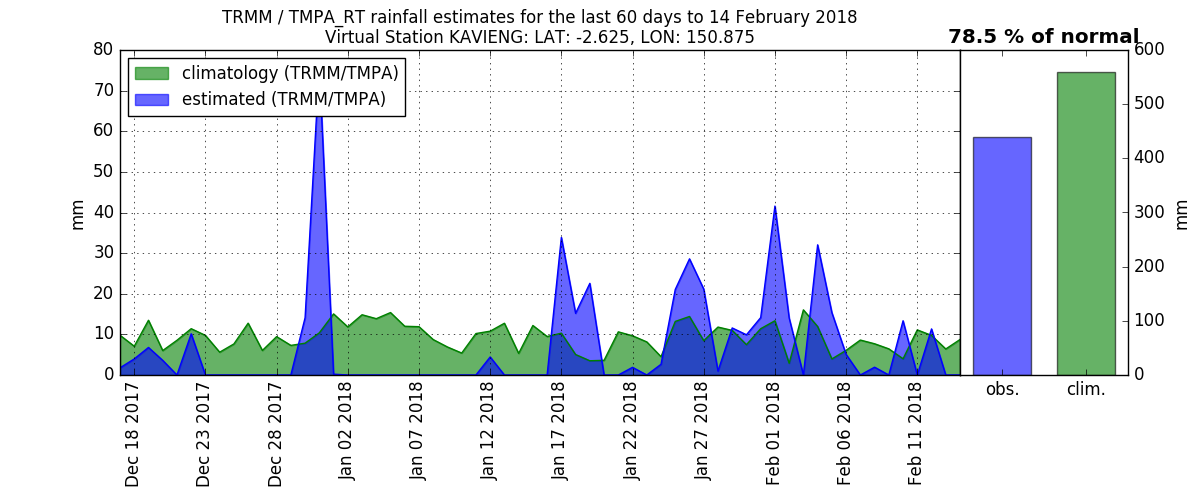 TRMM / TMPA_RT rainfall estimates for the last 60 days to 14 February 2018
Virtual Station KAVIENG: LAT: -2.625, LON: 150.875
78.5 % of normal
climatology (TRMM/TMPA)
estimated (TRMM/TMPA)
80
70
60
50
40
30
20
10
0
mm
Dec 18 2017
Dec 23 2017
Dec 28 2017
Jan 02 2018
Jan 07 2018
Jan 12 2018
Jan 17 2018
Jan 22 2018
Jan 27 2018
Feb 01 2018
Feb 06 2018
Feb 11 2018
600
500
400
300
200
100
0
mm
obs.
clim.